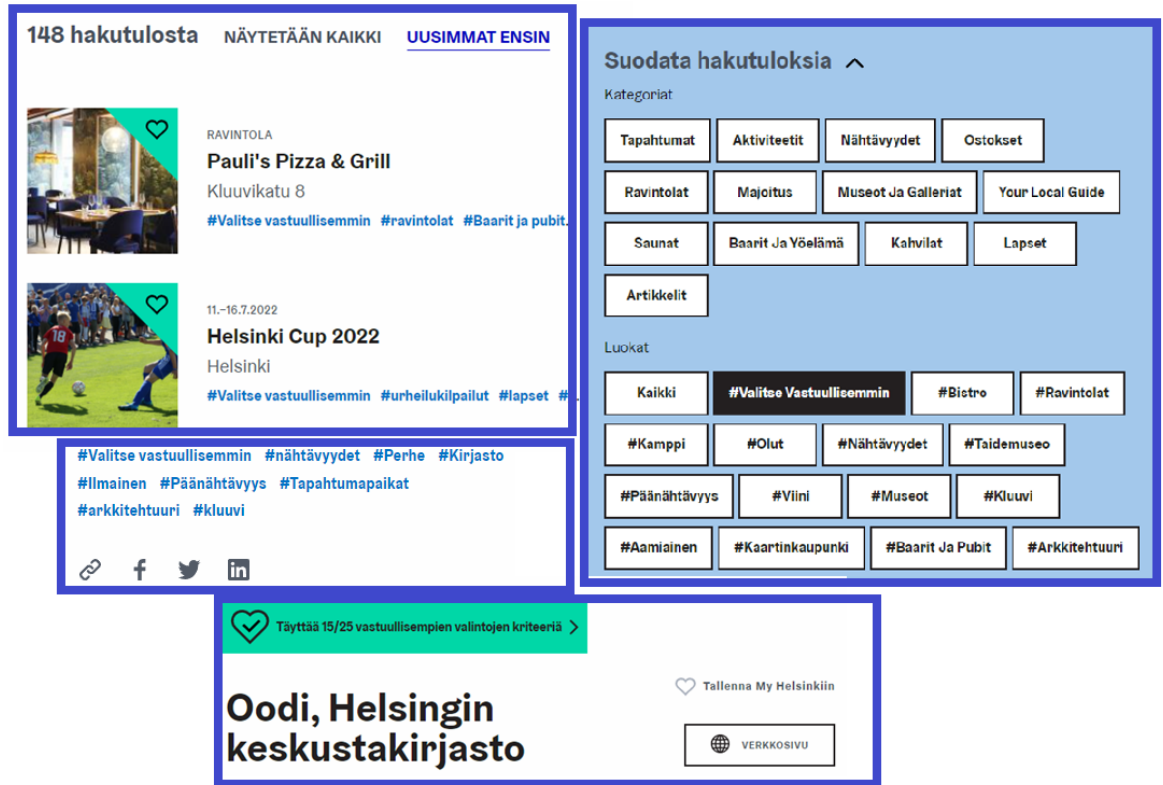 148 hakutulosta NÄYTETÄÄN KAIKKI UUSIMMAT ENSIN
RAVINTOLA
Pauli's Pizza & Grill
Kluuvikatu 8
#Valitse vastuullisemmin #ravintolat #Baarit ja pubit.
11.–16.7.2022
Helsinki Cup 2022
Helsinki
#Valitse vastuullisemmin #urheilukilpailut #lapset #..
18
Suodata hakutuloksia
Kategoriat
Tapahtumat Aktiviteetit Nähtävyydet Ostokset
Ravintolat Majoitus Museot Ja Galleriat Your Local Guide
Saunat Baarit Ja Yöelämä Kahvilat Lapset
Artikkelit
Luokat
Kaikki #Valitse Vastuullisemmin #Bistro #Ravintolat
#Kamppi #Olut #Nähtävyydet #Taidemuseo
#Päänähtävyys #Viini #Museot #Kluuvi
#Aamiainen #Kaartinkaupunki #Baarit Ja Pubit #Arkkitehtuuri
#Valitse vastuullisemmin #nähtävyydet #Perhe #Kirjasto
#Ilmainen #Päänähtävyys #Tapahtumapaikat
#arkkitehtuuri #kluuvi
Täyttää 15/25 vastuullisempien valintojen kriteeriä
Tallenna My Helsinkiin
Oodi, Helsingin
keskustakirjasto
VERKKOSIVU